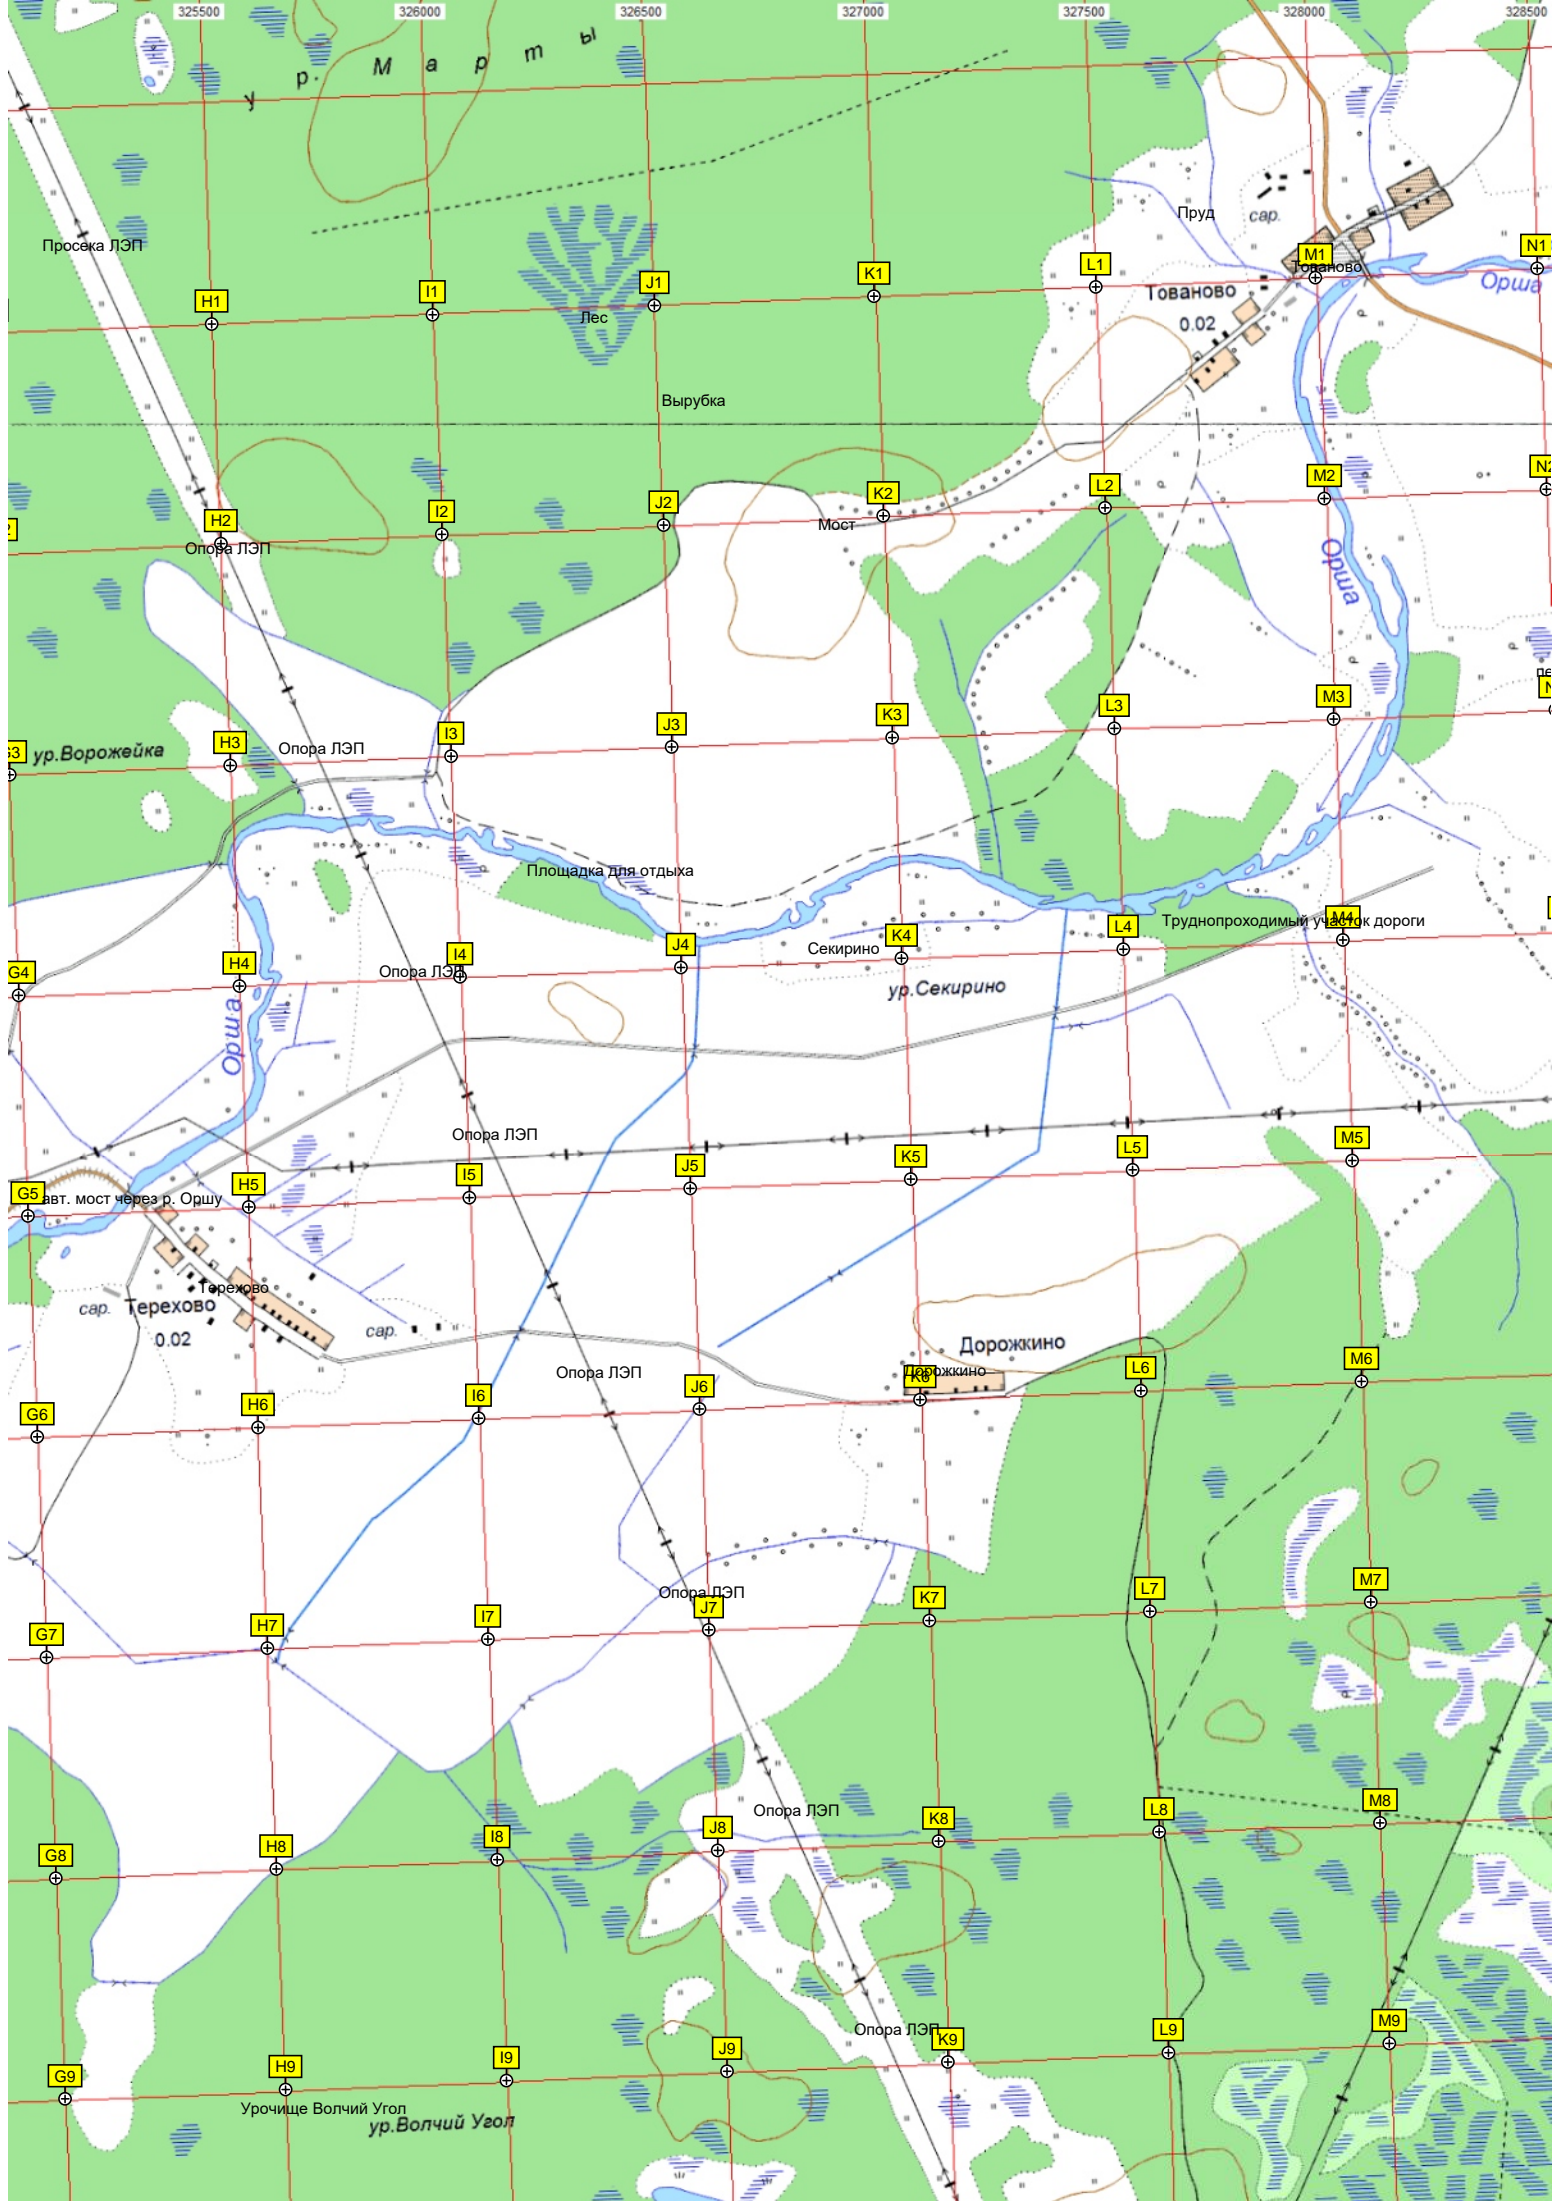 325500 326000 326500 327000 327500 328000 328500
ур. Марты
Просека ЛЭП
Пруд
сар.
H1 I1 J1 K1 L1 M1 N1
Товано́во
Орша
Тованово
0.02
Лес
Вырубка
H2 I2 J2 K2 L2 M2
Опора ЛЭП
Мост
Орша
ур.Ворожейка
H3 I3 J3 K3 L3 M3
Опора ЛЭП
Площадка для отдыха
Труднопроходимый участок дороги
G4 H4 I4 J4 K4 L4 M4
Секирино
Опора ЛЭП
ур.Секирино
Орша
Опора ЛЭП
G5 H5 I5 J5 K5 L5 M5
авт. мост через р. Оршу
Терехово
сар. Терехово
0.02
сар.
Дорожкино
Дорожкино
Опора ЛЭП
G6 H6 I6 J6 K6 L6 M6
Опора ЛЭП
G7 H7 I7 J7 K7 L7 M7
Опора ЛЭП
G8 H8 I8 J8 K8 L8 M8
Опора ЛЭП
G9 H9 I9 J9 K9 L9 M9
Урочище Волчий Угол
ур.Волчий Угол